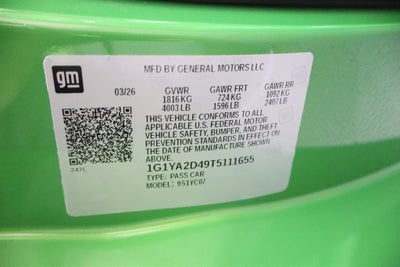 MFD BY GENERAL MOTORS LLC
gm
03/26
GVWR GAWR FRT GAWR RR
1816 KG 724 KG 1092 KG
4003 LB 1596 LB 2407 LB
THIS VEHICLE CONFORMS TO ALL
APPLICABLE U.S. FEDERAL MOTOR
VEHICLE SAFETY, BUMPER, AND THEFT
PREVENTION STANDARDS IN EFFECT ON
THE DATE OF MANUFACTURE SHOWN
ABOVE.
1G1YA2D49T5111655
TYPE: PASS CAR
MODEL: 951YC07
247L